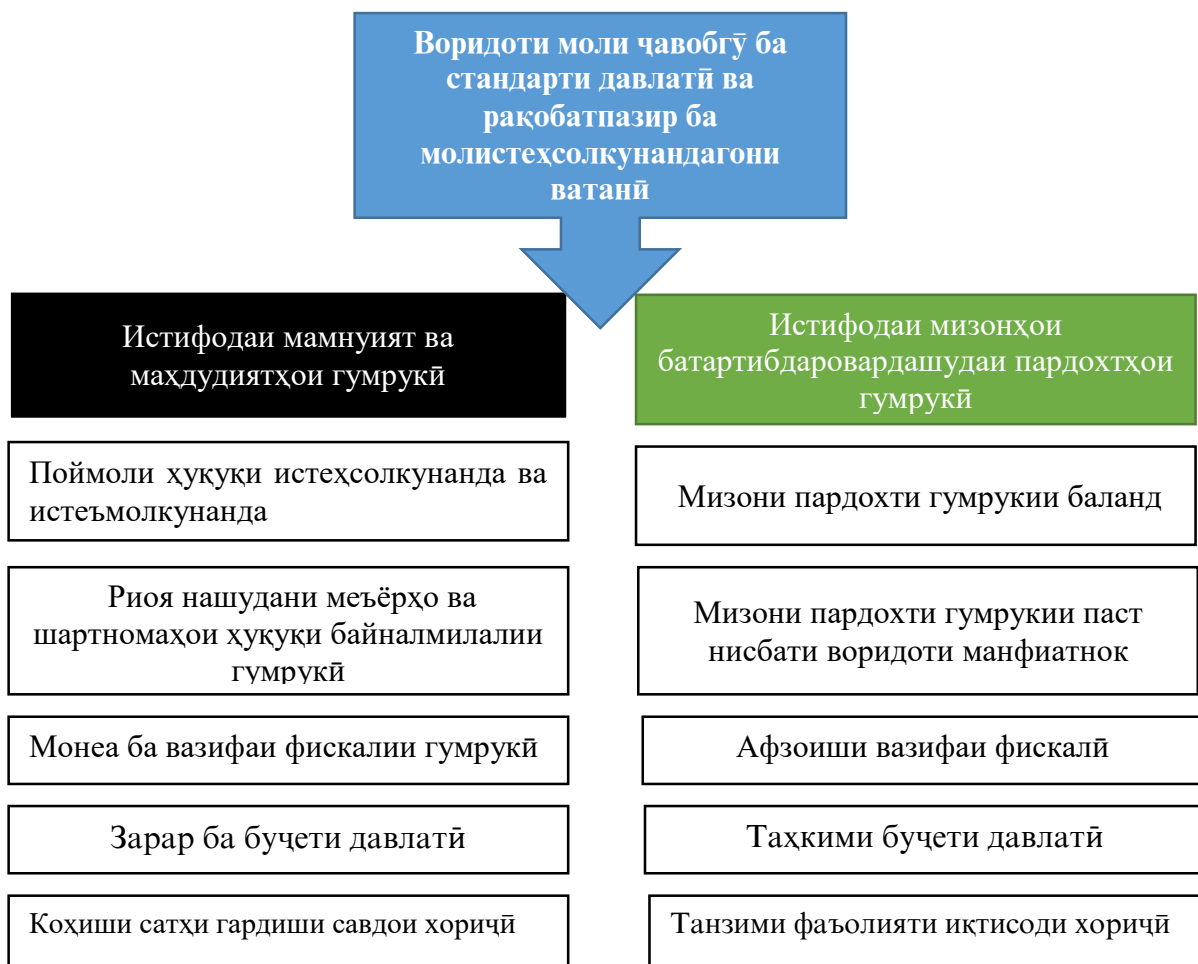 Воридоти моли ҷавобгӯ ба
стандарти давлатӣ ва
рақобатпазир ба
молистеҳсолкунандагони
ватанӣ
Истифодаи мамнуият ва
маҳдудиятҳои гумрукӣ
Поймоли ҳуқуқи истеҳсолкунанда ва
истеъмолкунанда
Риоя нашудани меъёрҳо ва
шартномаҳои ҳуқуқи байналмилалии
гумрукӣ
Монеа ба вазифаи фискалии гумрукӣ
Зарар ба буҷети давлатӣ
Коҳиши сатҳи гардиши савдои хориҷӣ
Истифодаи мизонҳои
батартибдаровардашудаи пардохтҳои
гумрукӣ
Мизони пардохти гумрукии баланд
Мизони пардохти гумрукии паст
нисбати воридоти манфиатнок
Афзоиши вазифаи фискалӣ
Таҳкими буҷети давлатӣ
Танзими фаъолияти иқтисоди хориҷӣ